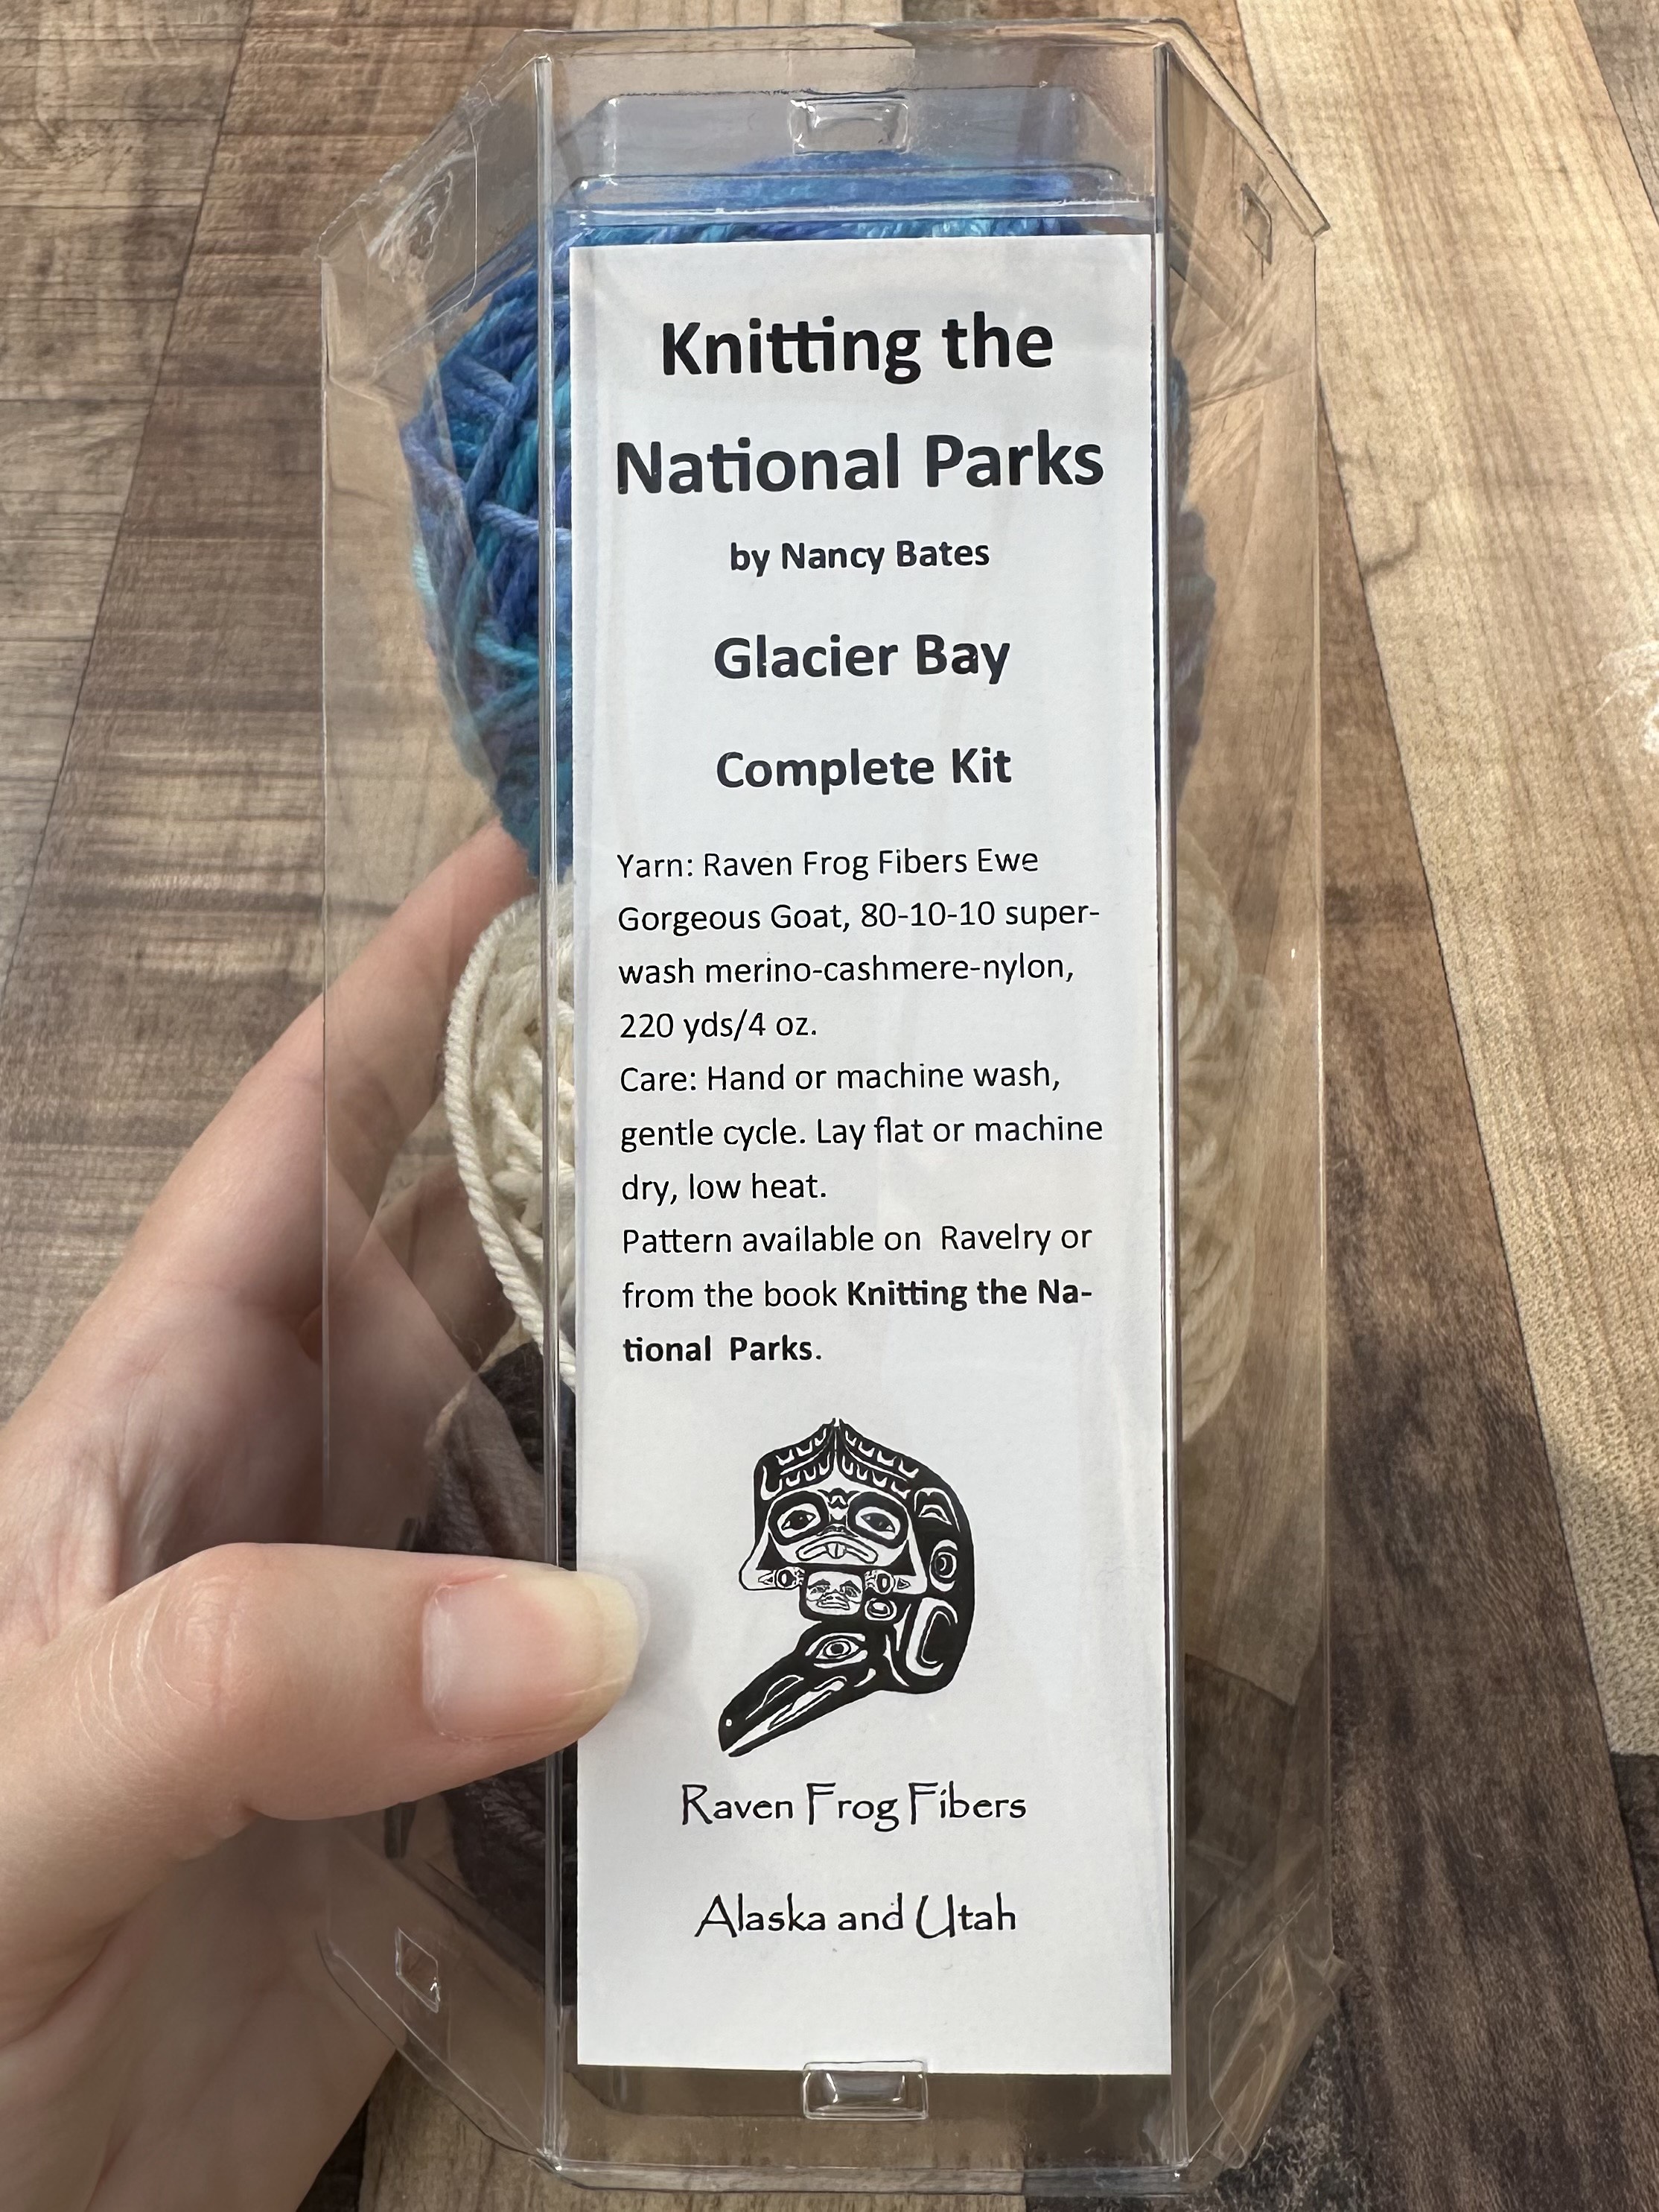 Knitting the
National Parks
by Nancy Bates
Glacier Bay
Complete Kit
Yarn: Raven Frog Fibers Ewe
Gorgeous Goat, 80-10-10 super-
wash merino-cashmere-nylon,
220 yds/4 oz.
Care: Hand or machine wash,
gentle cycle. Lay flat or machine
dry, low heat.
Pattern available on  Ravelry or
from the book Knitting the Na-
tional  Parks.
Raven Frog Fibers
Alaska and Utah